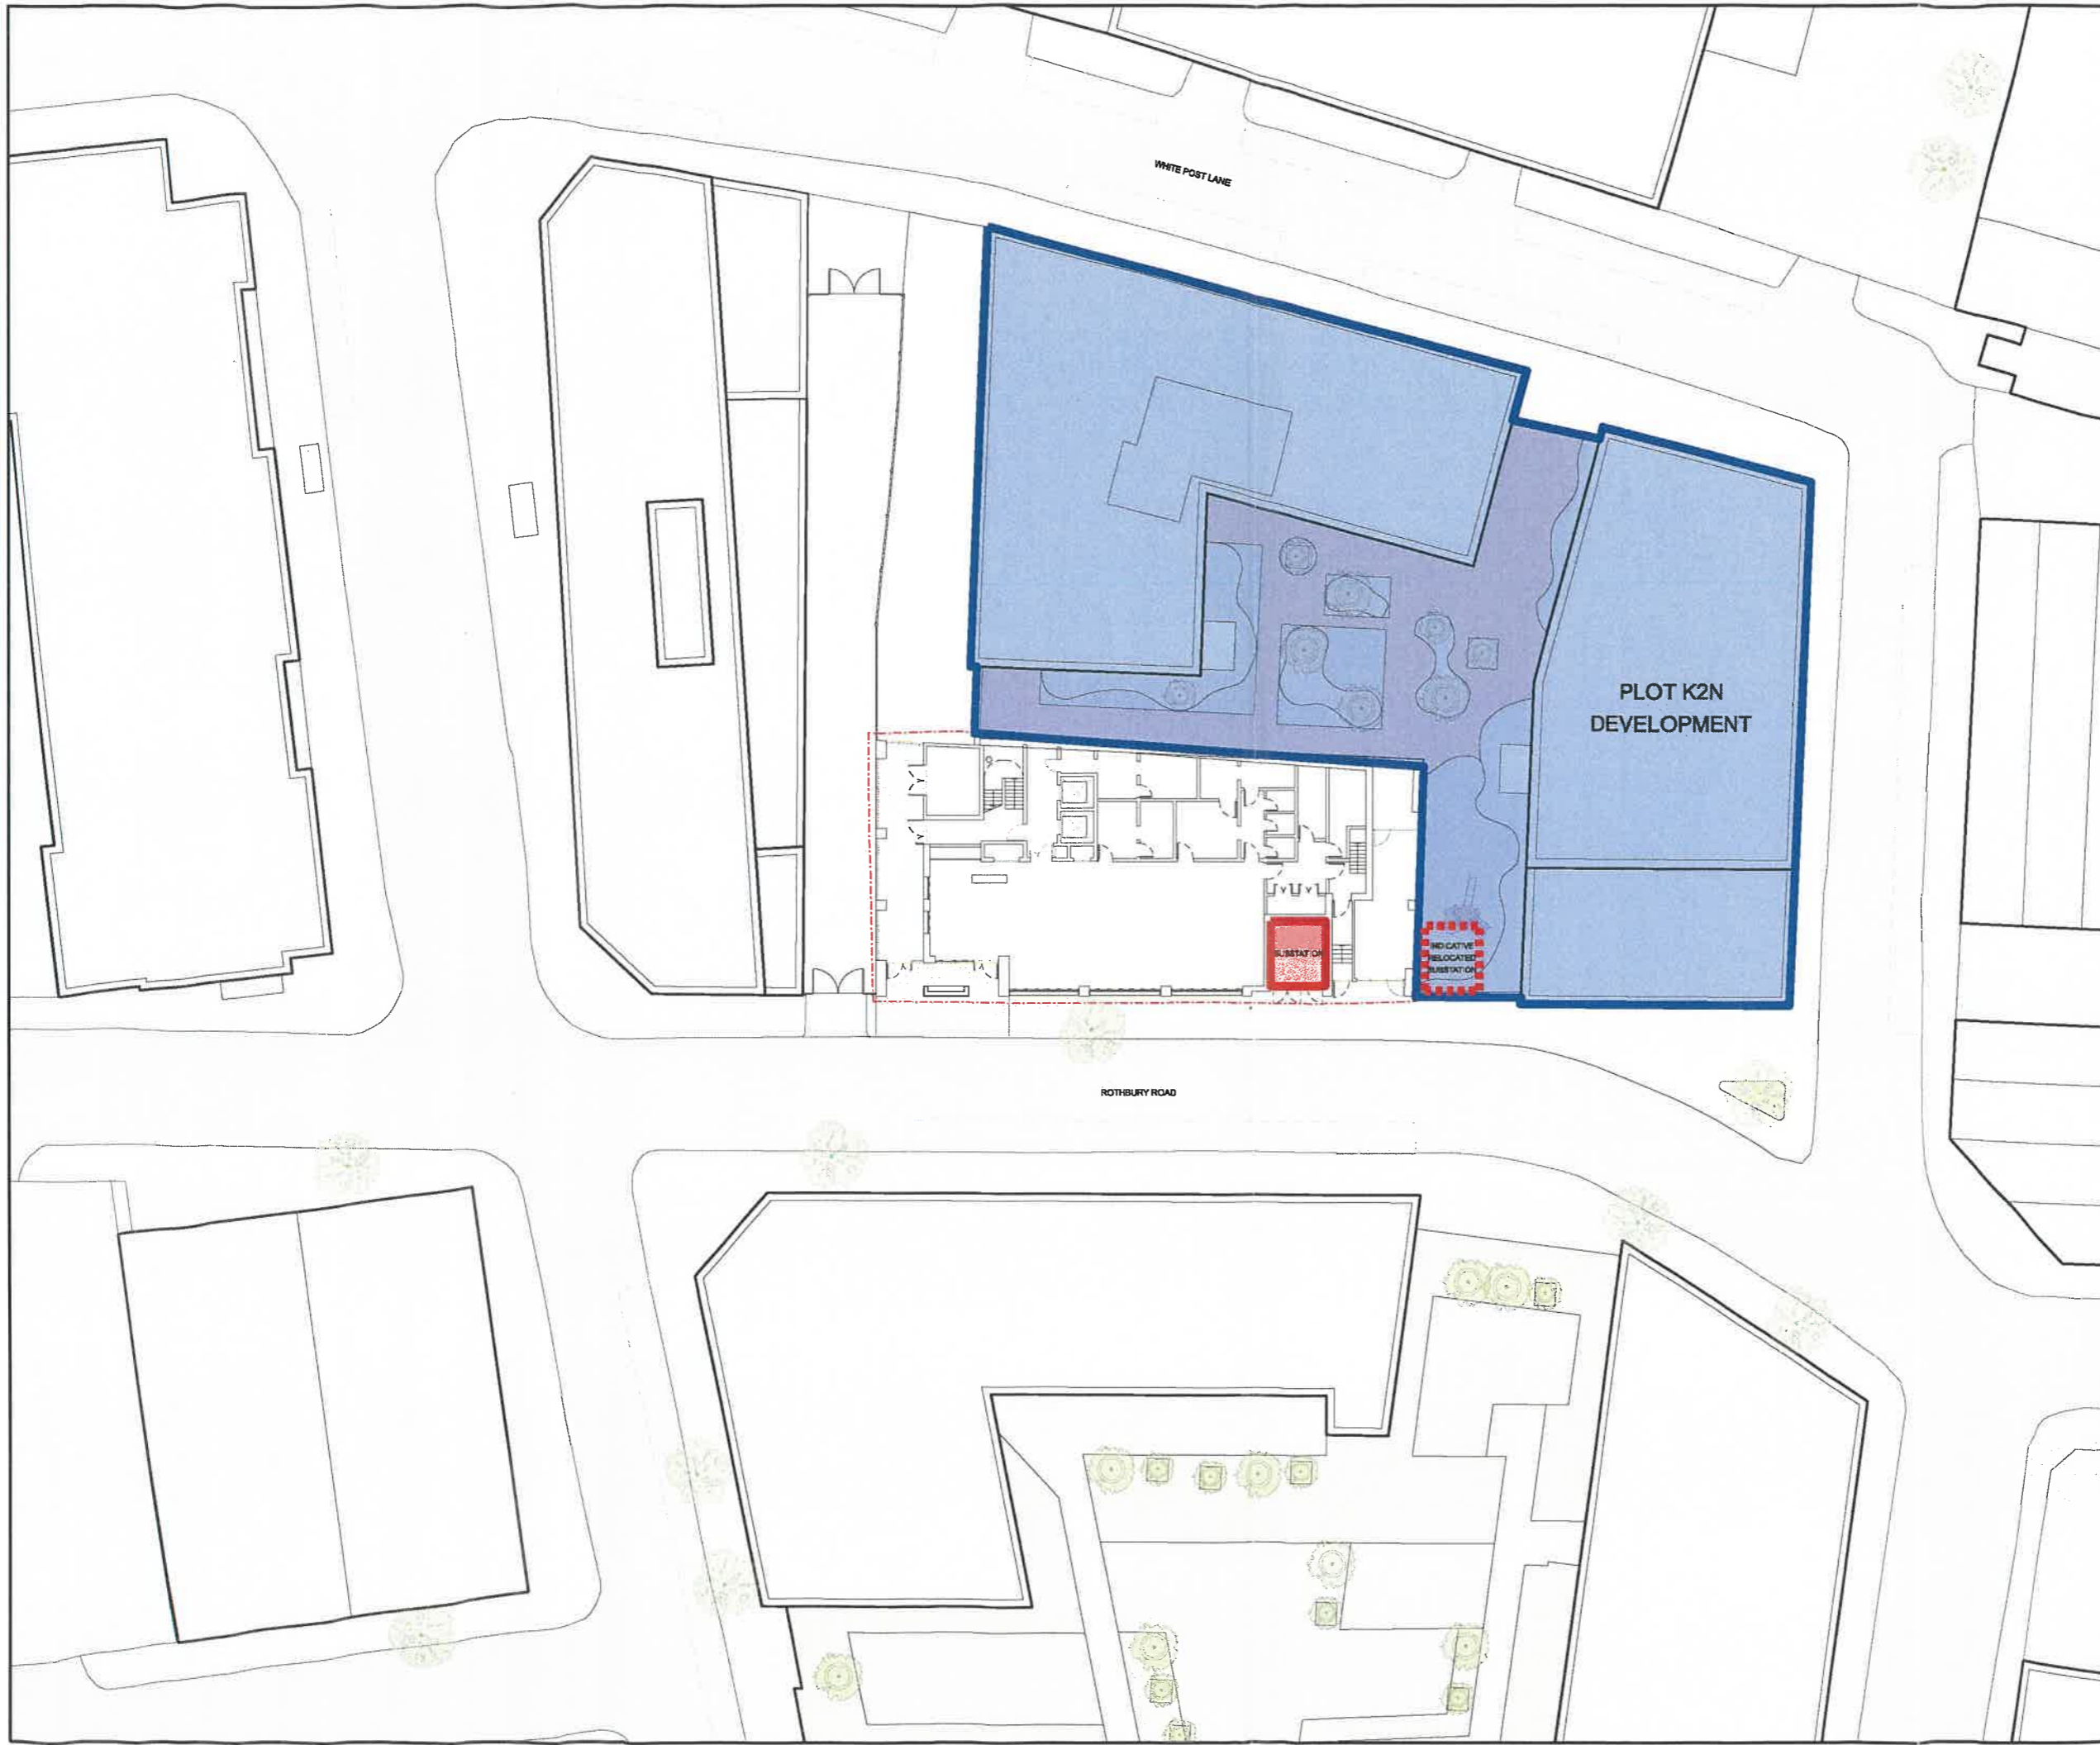 WHITE POST LANE
PLOT K2N
DEVELOPMENT
SUBSTATION
INDICATIVE
RELOCATED
SUBSTATION
ROTHBURY ROAD